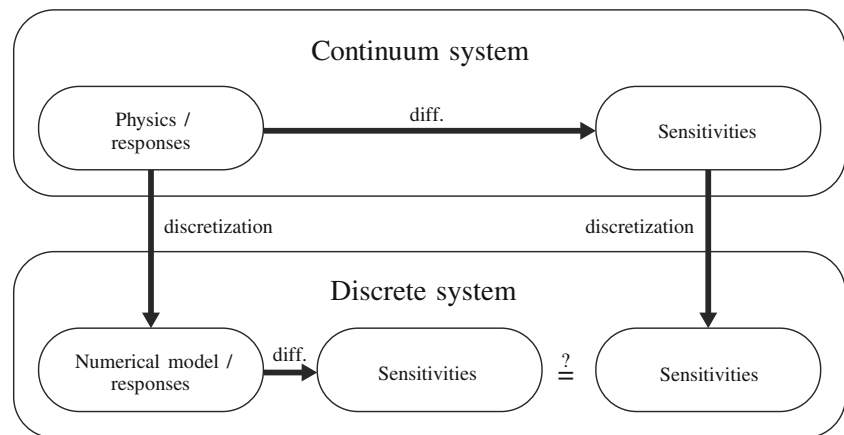 Continuum system
Physics /
responses
diff.
Sensitivities
discretization
discretization
Discrete system
Numerical model /
responses
diff.
Sensitivities
?
=
Sensitivities